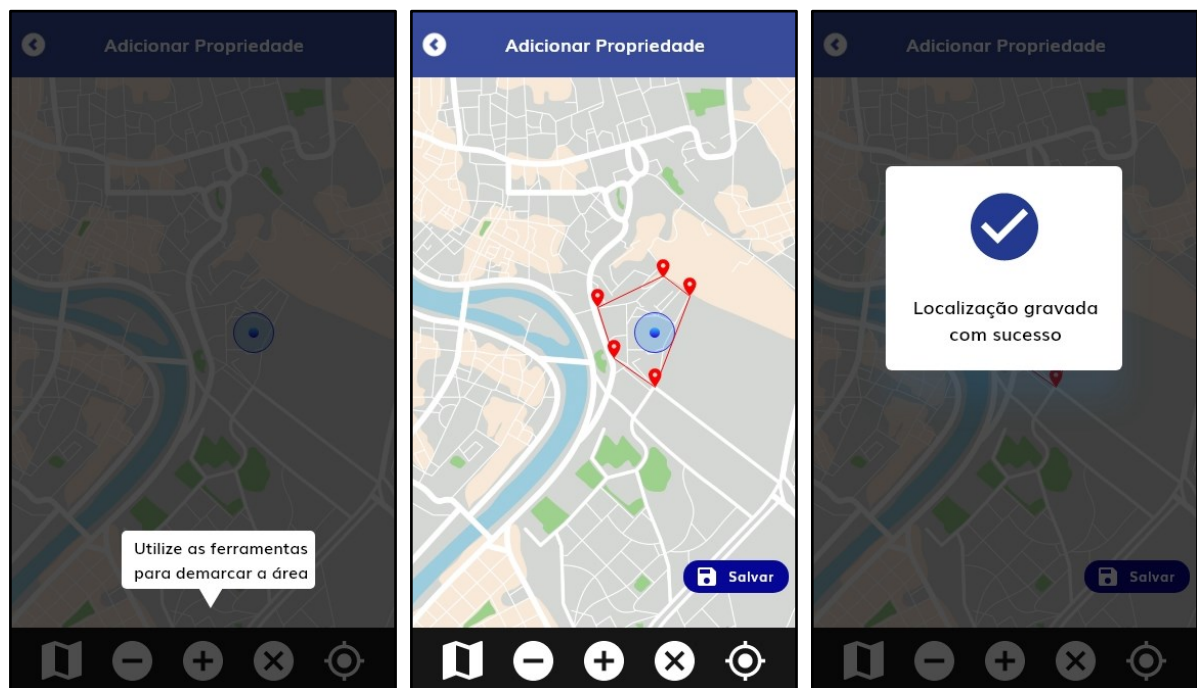 Adicionar Propriedade
Utilize as ferramentas
para demarcar a área
Adicionar Propriedade
Salvar
Adicionar Propriedade
Localização gravada
com sucesso
Salvar